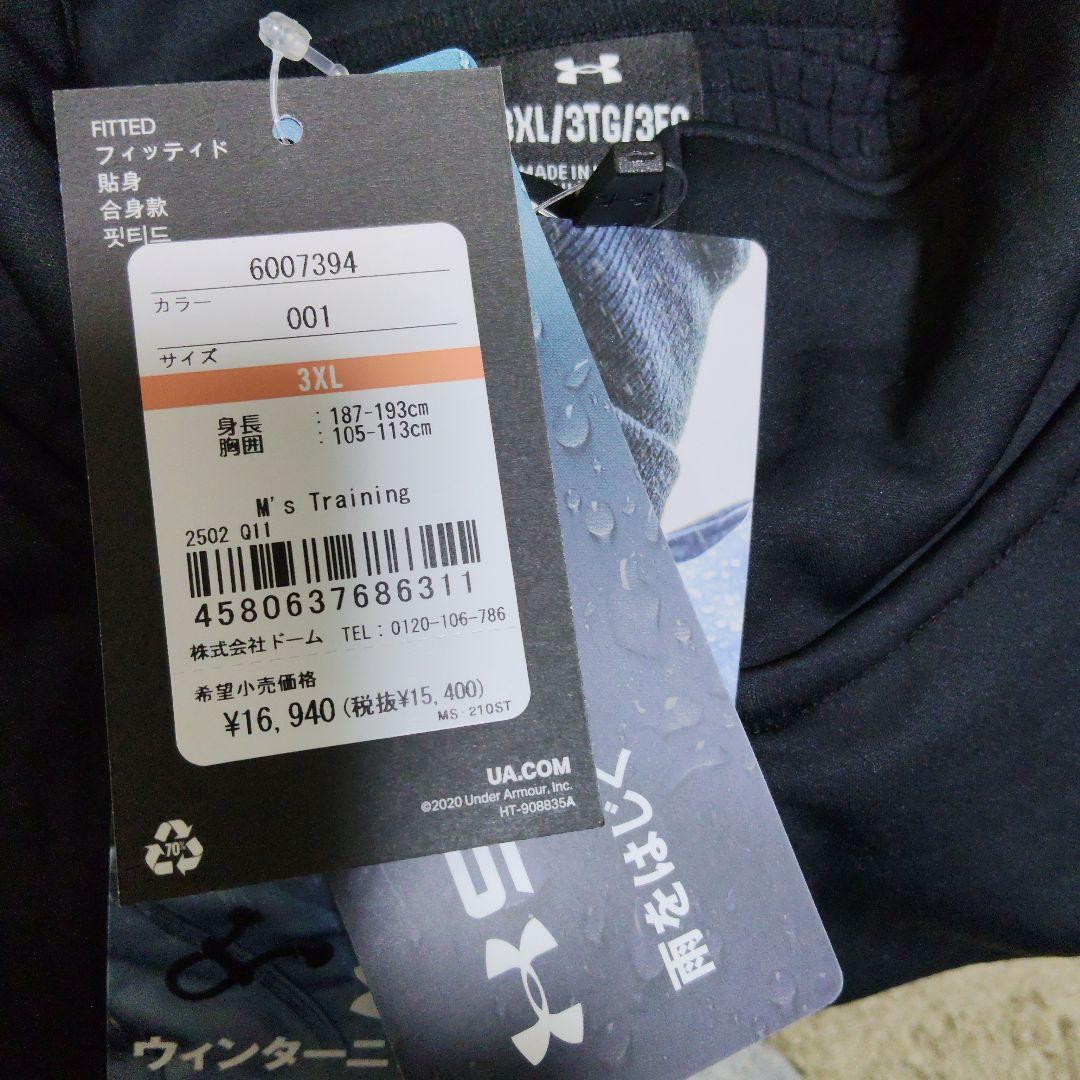 FITTED
フィッティド
貼身
合身款
핏티드
6007394
カラー
001
サイズ
3XL
身長 : 187-193cm
胸囲 : 105-113cm
M's Training
2502 Q11
4580637686311
株式会社ドーム TEL : 0120-106-786
希望小売価格
¥16,940 (税抜¥15,400)
MS-210ST
UA.COM
©2020 Under Armour, Inc.
HT-908835A
70%
3XL/3TG/3EG
MADE IN
雨をはじく
ウィンターニ